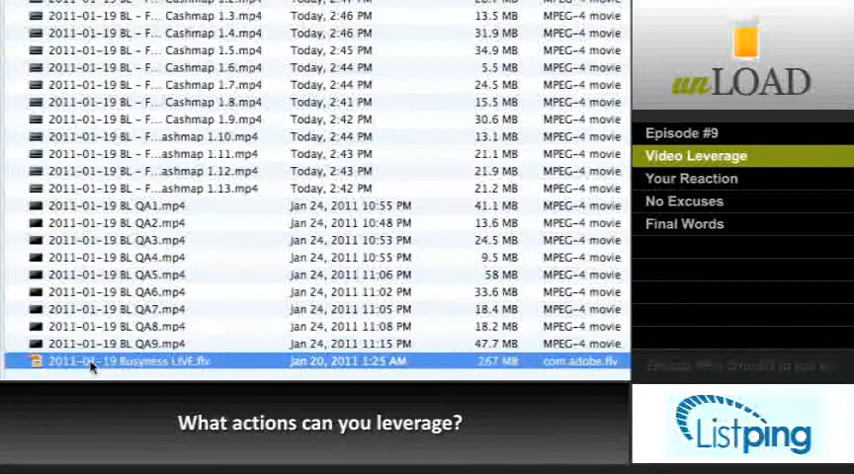 Cashmap 1.3.mp4 Today, 2:46 PM 13.5 MB MPEG-4 movie
2011-01-19 BL - F... Cashmap 1.4.mp4 Today, 2:46 PM 31.9 MB MPEG-4 movie
2011-01-19 BL - F... Cashmap 1.5.mp4 Today, 2:45 PM 34.9 MB MPEG-4 movie
2011-01-19 BL - F... Cashmap 1.6.mp4 Today, 2:44 PM 5.5 MB MPEG-4 movie
2011-01-19 BL - F... Cashmap 1.7.mp4 Today, 2:44 PM 24.5 MB MPEG-4 movie
2011-01-19 BL - F... Cashmap 1.8.mp4 Today, 2:41 PM 15.5 MB MPEG-4 movie
2011-01-19 BL - F... Cashmap 1.9.mp4 Today, 2:42 PM 30.6 MB MPEG-4 movie
2011-01-19 BL - F...ashmap 1.10.mp4 Today, 2:44 PM 13.1 MB MPEG-4 movie
2011-01-19 BL - F...ashmap 1.11.mp4 Today, 2:43 PM 21.1 MB MPEG-4 movie
2011-01-19 BL - F...ashmap 1.12.mp4 Today, 2:43 PM 21.9 MB MPEG-4 movie
2011-01-19 BL - F...ashmap 1.13.mp4 Today, 2:42 PM 21.2 MB MPEG-4 movie
2011-01-19 BL QA1.mp4 Jan 24, 2011 10:55 PM 41.1 MB MPEG-4 movie
2011-01-19 BL QA2.mp4 Jan 24, 2011 10:48 PM 13.6 MB MPEG-4 movie
2011-01-19 BL QA3.mp4 Jan 24, 2011 10:53 PM 24.5 MB MPEG-4 movie
2011-01-19 BL QA4.mp4 Jan 24, 2011 10:55 PM 9.5 MB MPEG-4 movie
2011-01-19 BL QA5.mp4 Jan 24, 2011 11:06 PM 58 MB MPEG-4 movie
2011-01-19 BL QA6.mp4 Jan 24, 2011 11:02 PM 33.6 MB MPEG-4 movie
2011-01-19 BL QA7.mp4 Jan 24, 2011 11:05 PM 18.4 MB MPEG-4 movie
2011-01-19 BL QA8.mp4 Jan 24, 2011 11:08 PM 18.2 MB MPEG-4 movie
2011-01-19 BL QA9.mp4 Jan 24, 2011 11:15 PM 47.7 MB MPEG-4 movie
2011-01-19 Busyness LIVE.flv Jan 20, 2011 1:25 AM 267 MB com.adobe.flv
What actions can you leverage?
unLOAD
Episode #9
Video Leverage
Your Reaction
No Excuses
Final Words
Listping